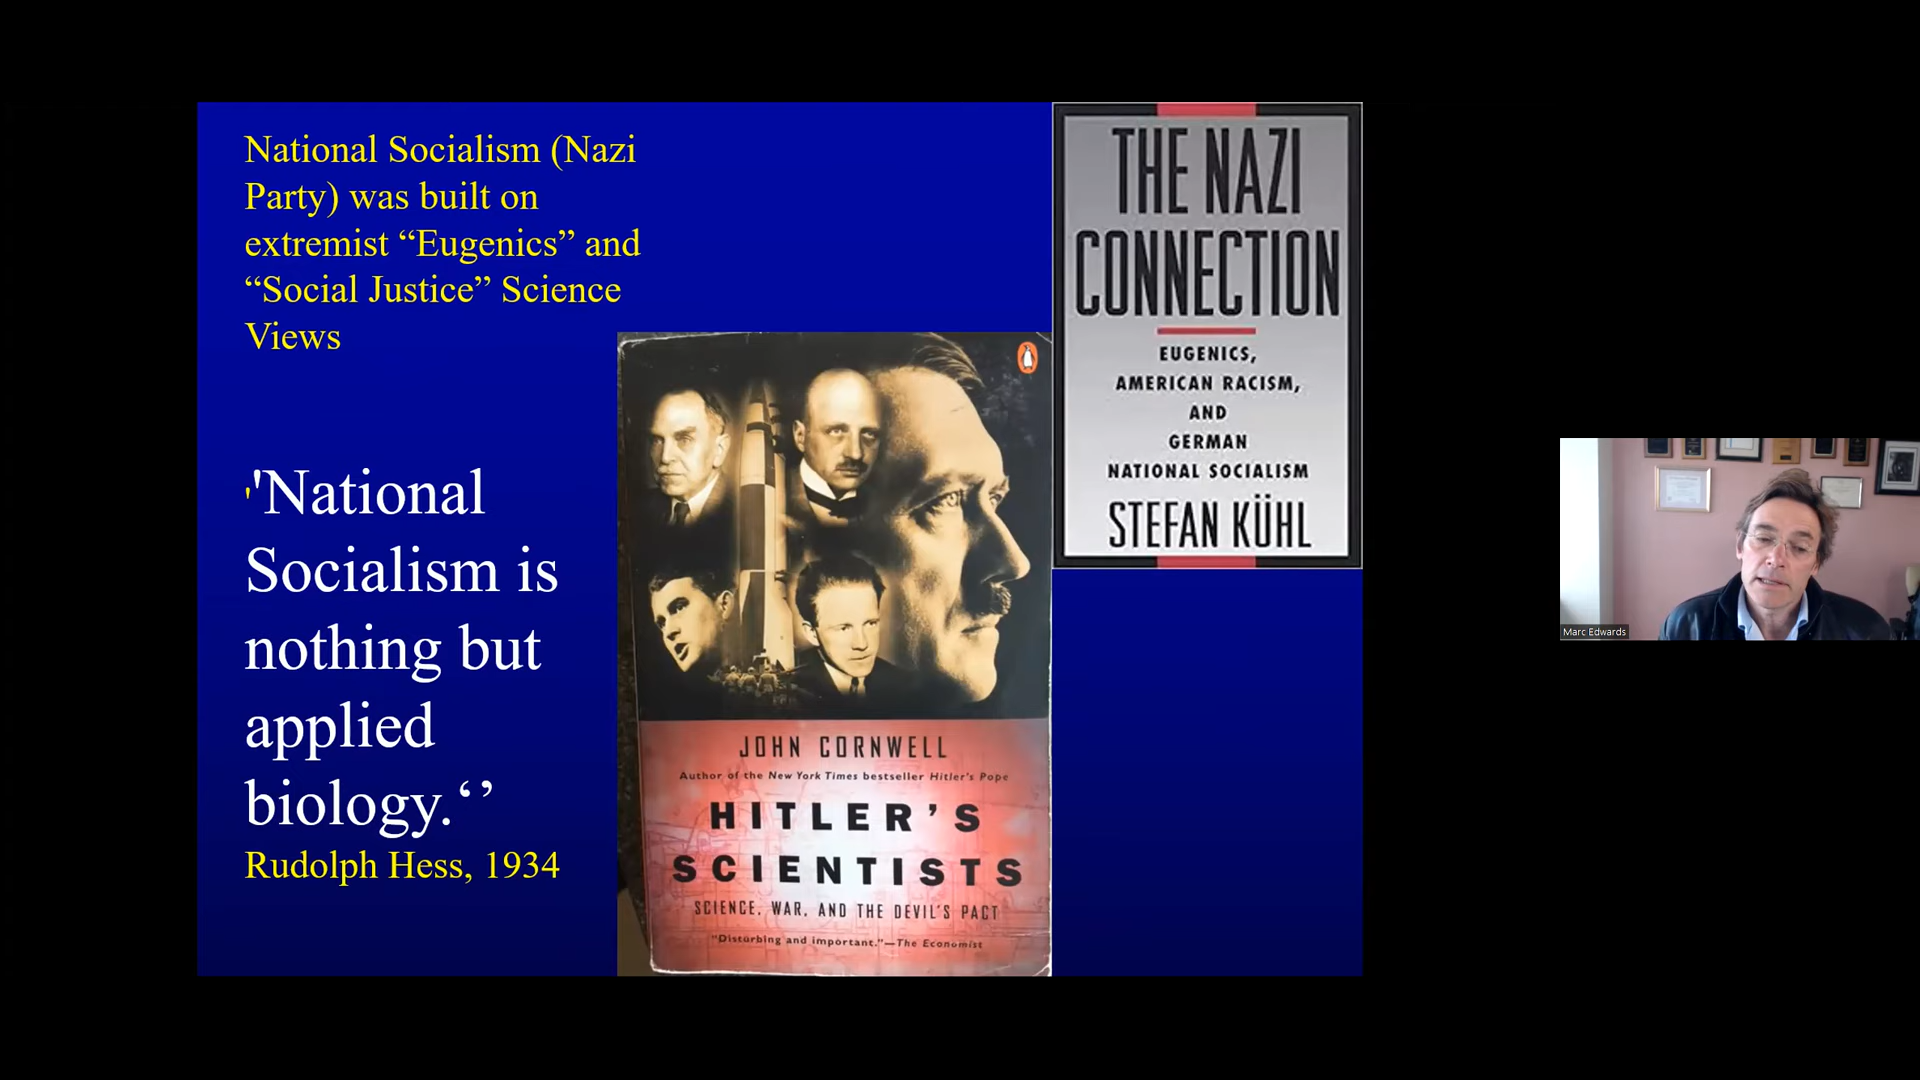 National Socialism (Nazi
Party) was built on
extremist “Eugenics” and
“Social Justice” Science
Views
''National
Socialism is
nothing but
applied
biology.‘’
Rudolph Hess, 1934
JOHN CORNWELL
Author of the New York Times bestseller Hitler's Pope
HITLER'S
SCIENTISTS
SCIENCE, WAR, AND THE DEVIL'S PACT
"Disturbing and important."—The Economist
THE NAZI
CONNECTION
EUGENICS,
AMERICAN RACISM,
AND
GERMAN
NATIONAL SOCIALISM
STEFAN KÜHL
Marc Edwards